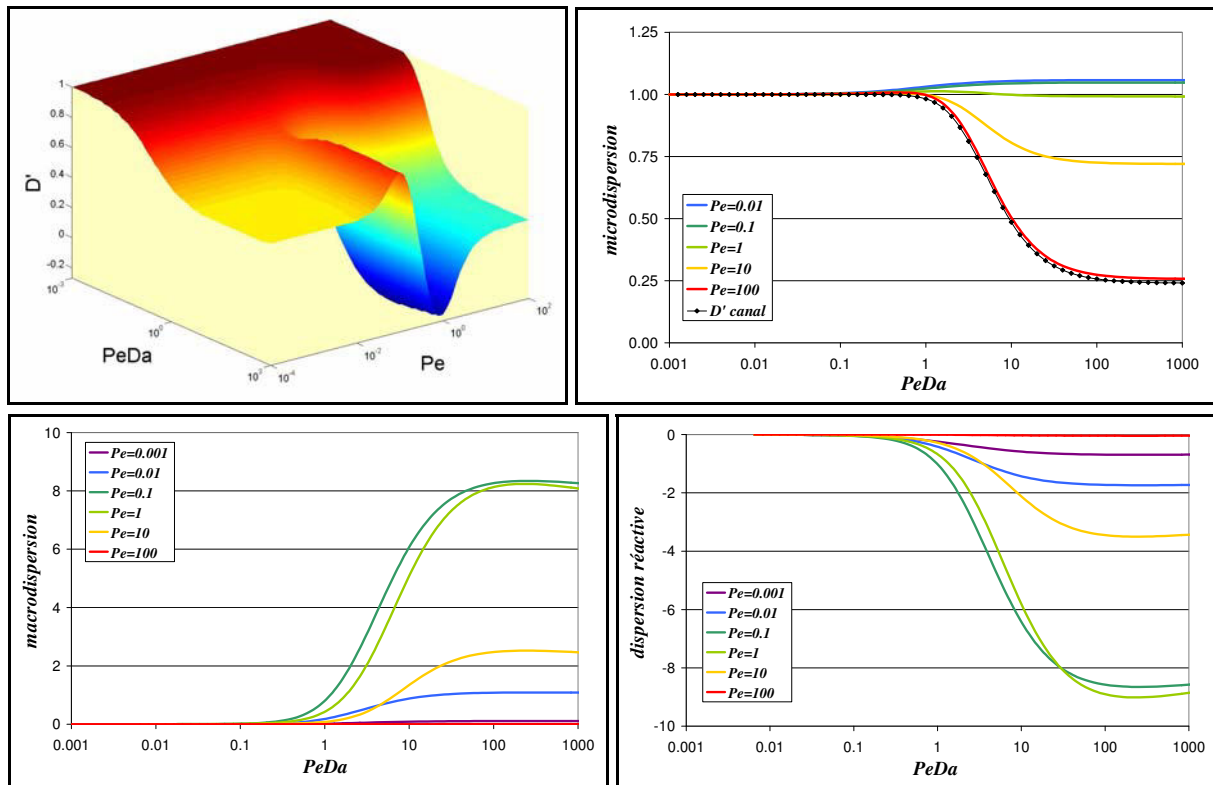 1
0.8
0.6
0.4
0.2
0
-0.2
D'
10^-3
10^0
10^3
PeDa
10^-4
10^-2
10^0
10^2
Pe
1.25
1.00
0.75
0.50
0.25
0.00
microdispersion
Pe=0.01
Pe=0.1
Pe=1
Pe=10
Pe=100
D' canal
0.001 0.01 0.1 1 10 100 1000
PeDa
10
8
6
4
2
0
macrodispersion
Pe=0.001
Pe=0.01
Pe=0.1
Pe=1
Pe=10
Pe=100
0.001 0.01 0.1 1 10 100 1000
PeDa
0
-2
-4
-6
-8
-10
dispersion réactive
Pe=0.001
Pe=0.01
Pe=0.1
Pe=1
Pe=10
Pe=100
0.001 0.01 0.1 1 10 100 1000
PeDa